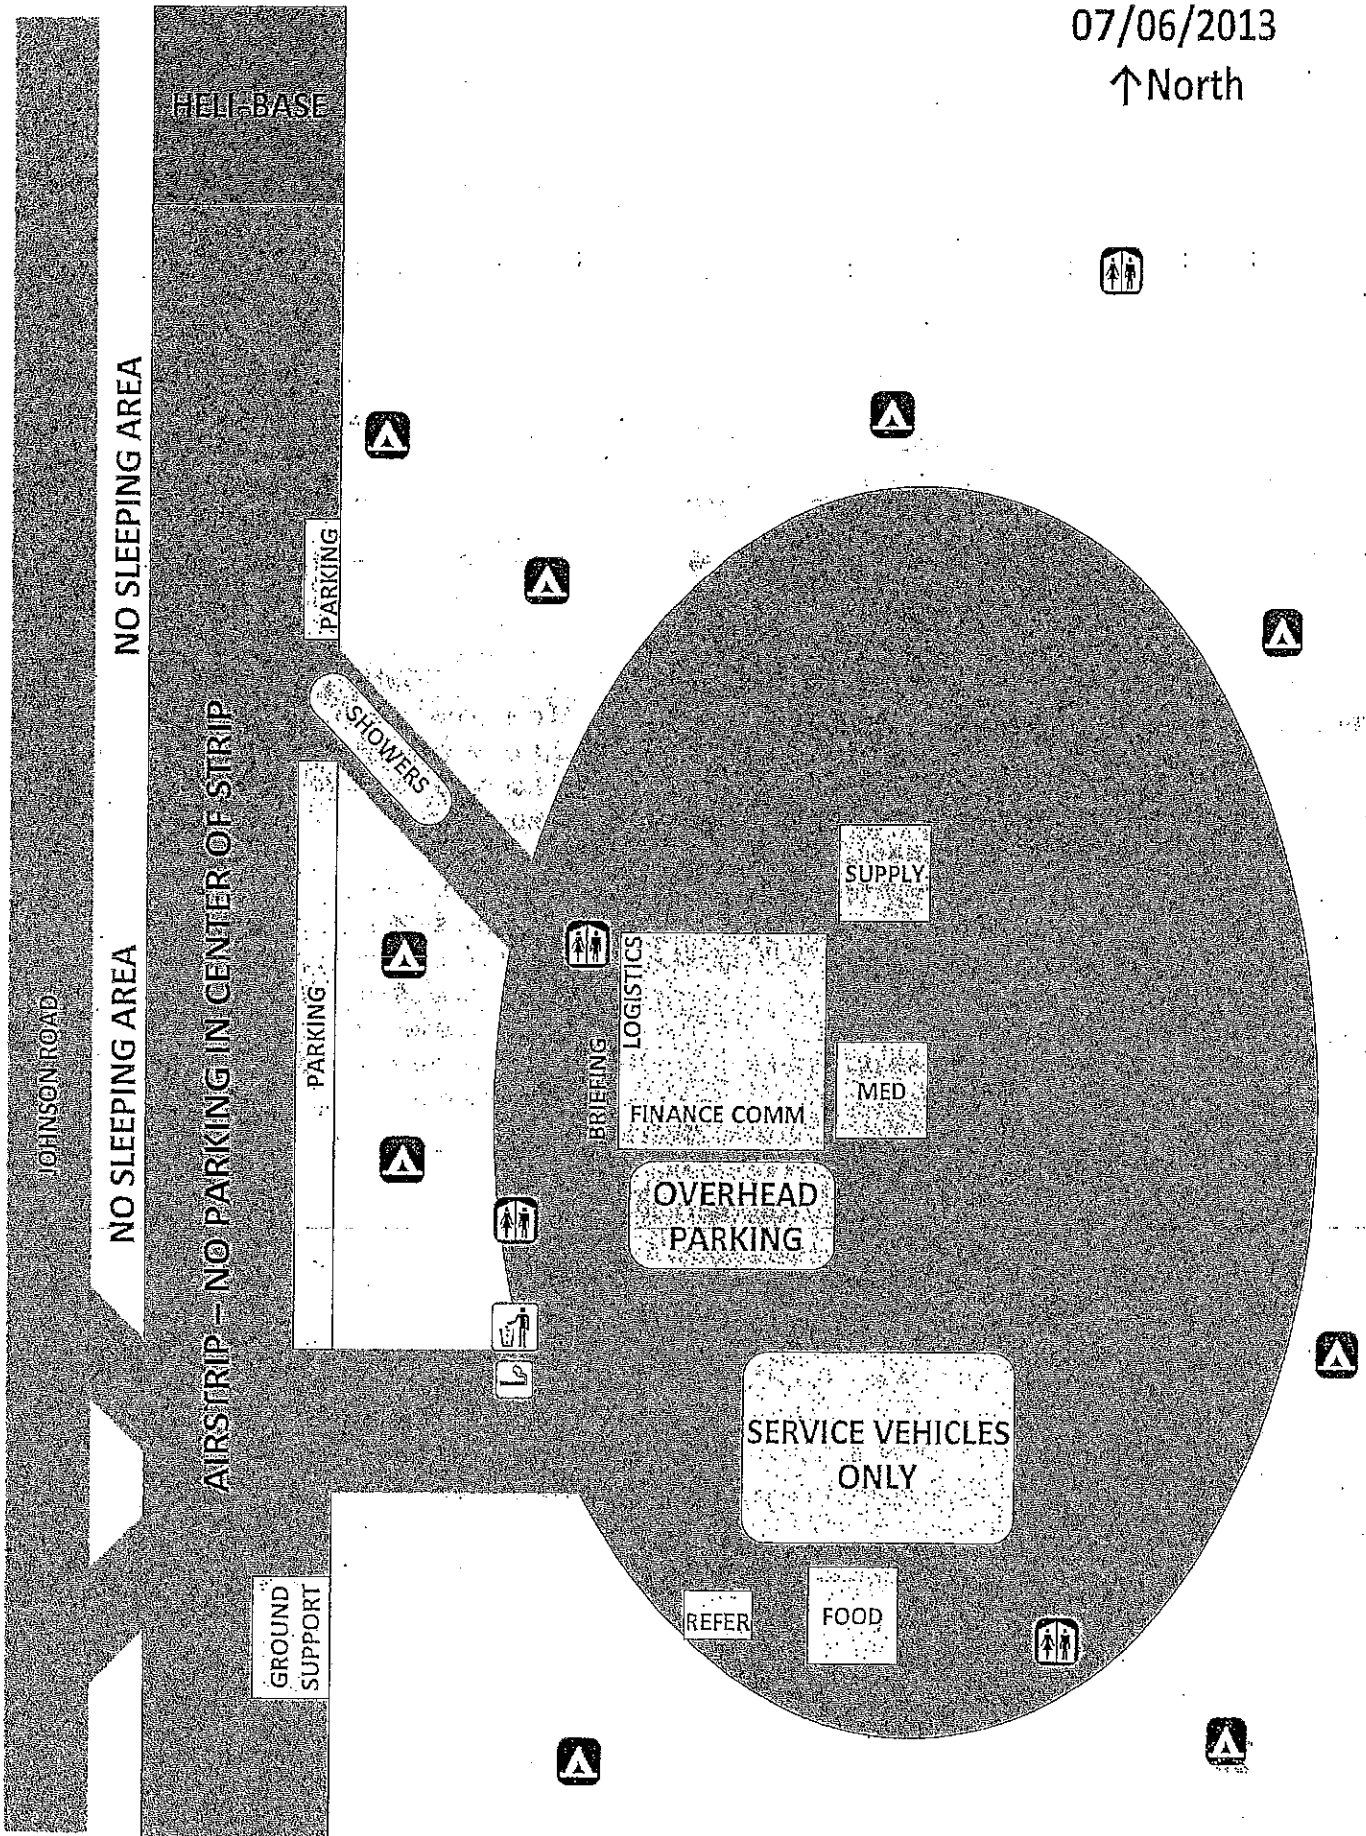 07/06/2013
↑North
HELI-BASE
NO SLEEPING AREA
PARKING
SHOWERS
AIRSTRIP – NO PARKING IN CENTER OF STRIP
SUPPLY
JOHNSON ROAD
NO SLEEPING AREA
PARKING
LOGISTICS
BRIEFING
FINANCE COMM
MED
OVERHEAD
PARKING
SERVICE VEHICLES
ONLY
GROUND
SUPPORT
REFER
FOOD